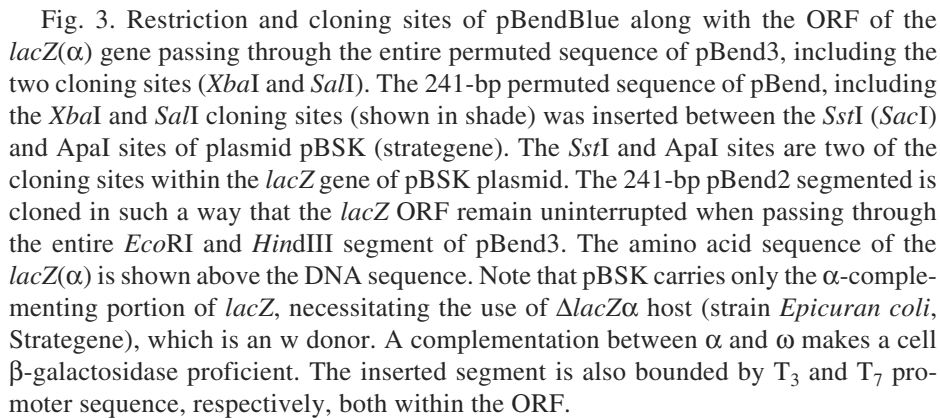 Fig. 3. Restriction and cloning sites of pBendBlue along with the ORF of the
lacZ(α) gene passing through the entire permuted sequence of pBend3, including the
two cloning sites (XbaI and SalI). The 241-bp permuted sequence of pBend, including
the XbaI and SalI cloning sites (shown in shade) was inserted between the SstI (SacI)
and ApaI sites of plasmid pBSK (strategene). The SstI and ApaI sites are two of the
cloning sites within the lacZ gene of pBSK plasmid. The 241-bp pBend2 segmented is
cloned in such a way that the lacZ ORF remain uninterrupted when passing through
the entire EcoRI and HindIII segment of pBend3. The amino acid sequence of the
lacZ(α) is shown above the DNA sequence. Note that pBSK carries only the α-comple-
menting portion of lacZ, necessitating the use of ΔlacZα host (strain Epicuran coli,
Strategene), which is an w donor. A complementation between α and ω makes a cell
β-galactosidase proficient. The inserted segment is also bounded by T3 and T7 pro-
moter sequence, respectively, both within the ORF.